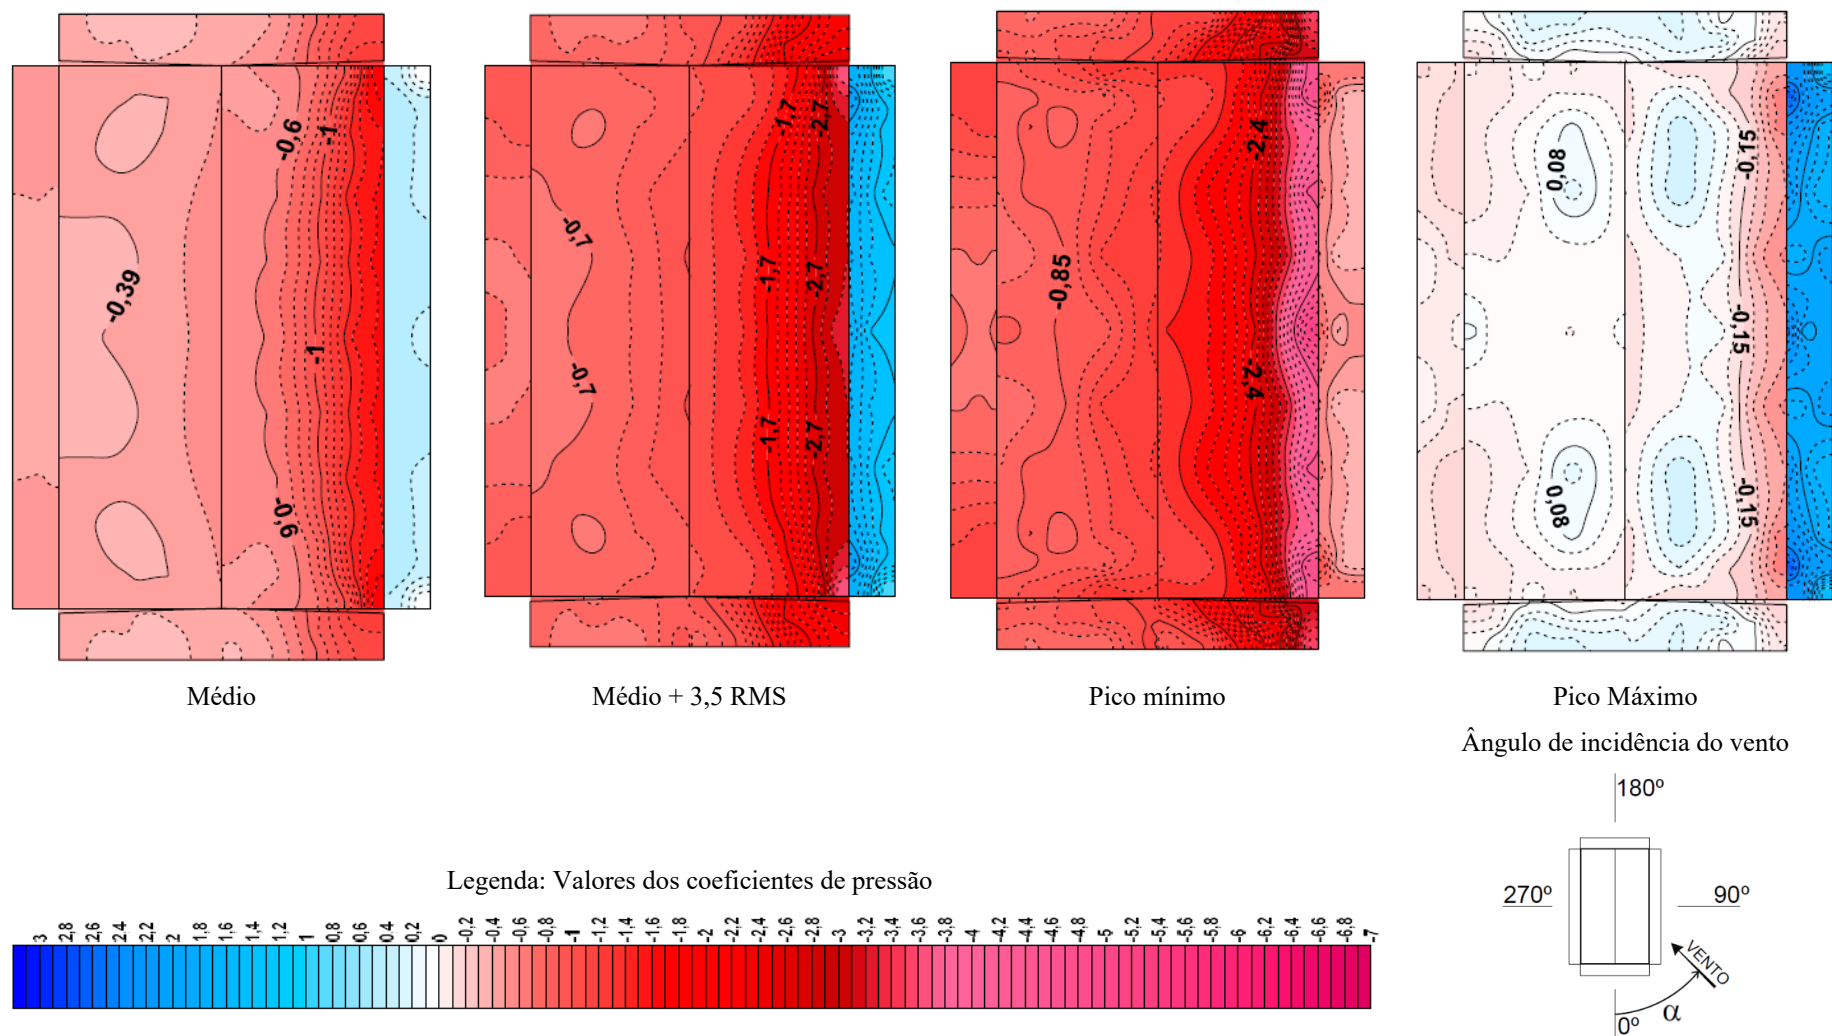 -0,6
-1
-0,39
-1
-0,6
-1,7
-2,7
-0,7
-1,7
-2,7
-0,7
-1,7
-2,7
-2,4
-0,85
-2,4
0,08
-0,15
-0,15
0,08
-0,15
Médio
Médio + 3,5 RMS
Pico mínimo
Pico Máximo
Ângulo de incidência do vento
180º
270º
90º
VENTO
α
0º
Legenda: Valores dos coeficientes de pressão
3 2,8 2,6 2,4 2,2 2 1,8 1,6 1,4 1,2 1 0,8 0,6 0,4 0,2 0 -0,2 -0,4 -0,6 -0,8 -1 -1,2 -1,4 -1,6 -1,8 -2 -2,2 -2,4 -2,6 -2,8 -3 -3,2 -3,4 -3,6 -3,8 -4 -4,2 -4,4 -4,6 -4,8 -5 -5,2 -5,4 -5,6 -5,8 -6 -6,2 -6,4 -6,6 -6,8 -7